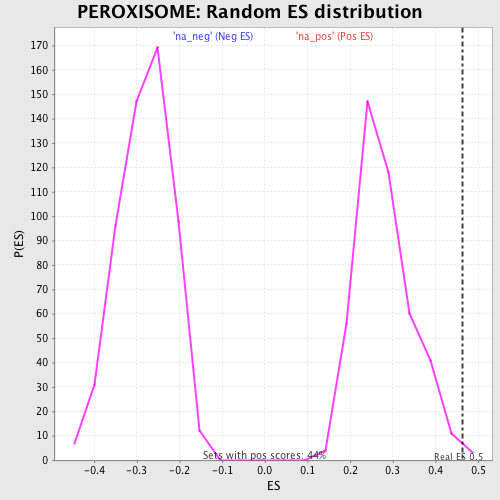 PEROXISOME: Random ES distribution
'na_neg' (Neg ES) 'na_pos' (Pos ES)
170
160
150
140
130
120
110
100
90
80
70
60
50
40
30
20
10
0
P(ES)
Sets with pos scores: 44%
Real ES 0.5
-0.4 -0.3 -0.2 -0.1 0.0 0.1 0.2 0.3 0.4 0.5
ES